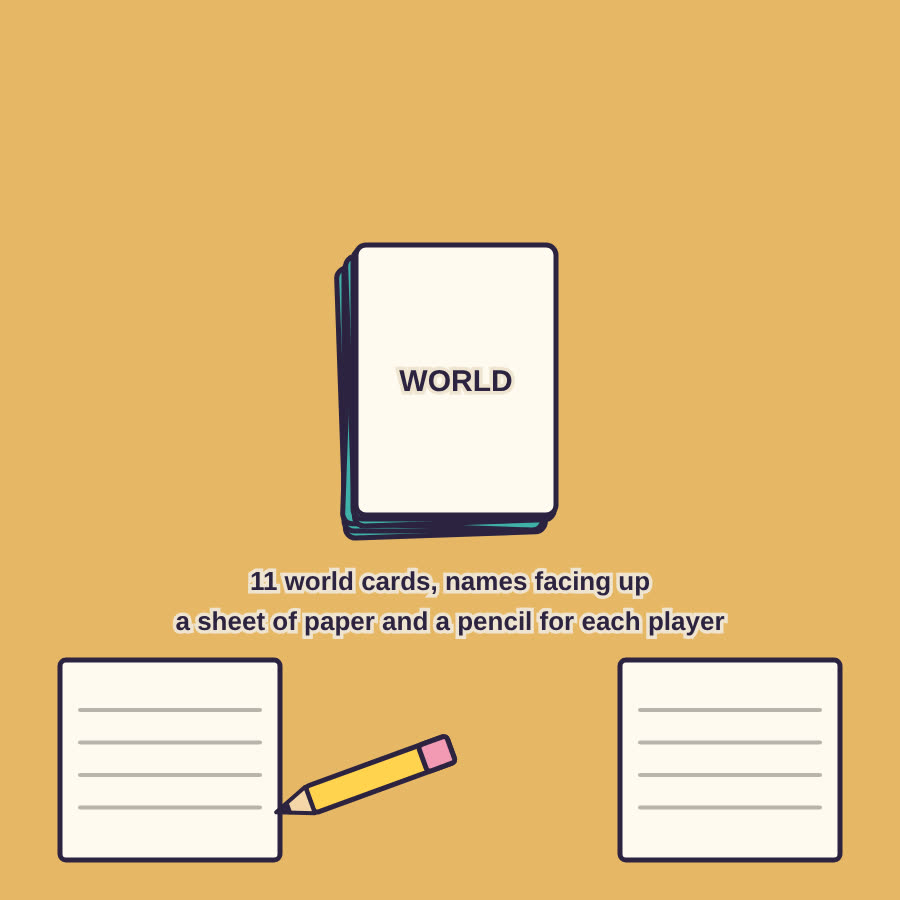 WORLD
11 world cards, names facing up
a sheet of paper and a pencil for each player